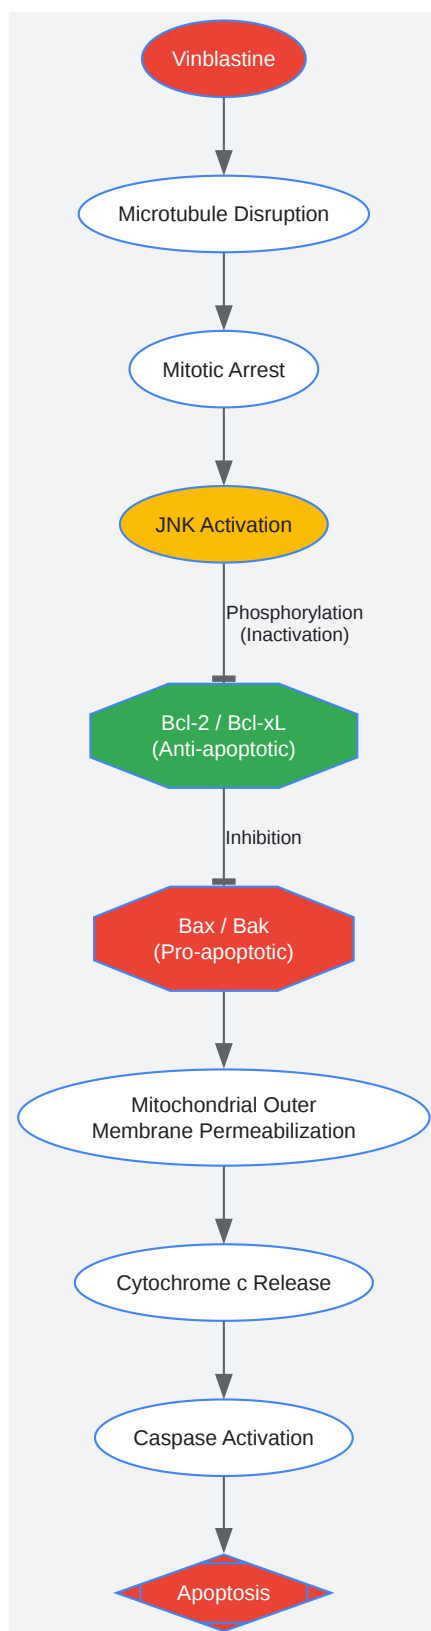 Vinblastine
Microtubule Disruption
Mitotic Arrest
JNK Activation
Phosphorylation
(Inactivation)
Bcl-2 / Bcl-xL
(Anti-apoptotic)
Inhibition
Bax / Bak
(Pro-apoptotic)
Mitochondrial Outer
Membrane Permeabilization
Cytochrome c Release
Caspase Activation
Apoptosis